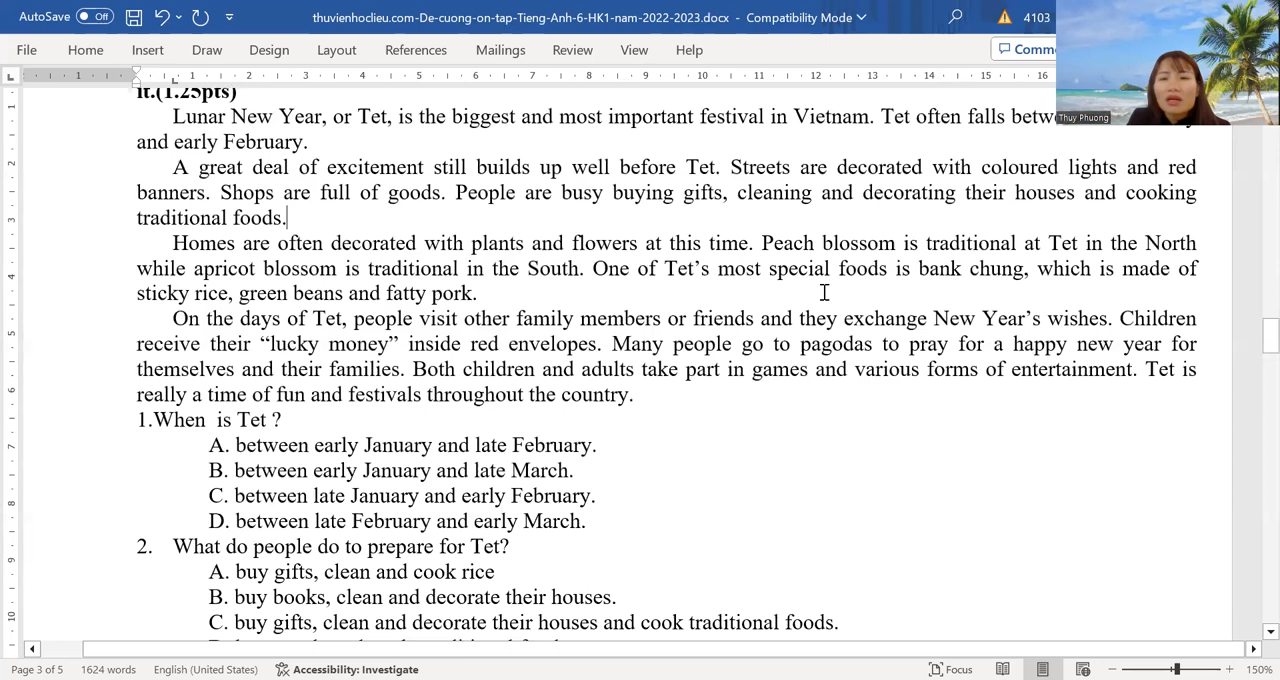 AutoSave Off thuvienhoclieu.com-De-cuong-on-tap-Tieng-Anh-6-HK1-nam-2022-2023.docx - Compatibility Mode 4103
File Home Insert Draw Design Layout References Mailings Review View Help Comm
Thuy Phuong
it.(1.25pts)
Lunar New Year, or Tet, is the biggest and most important festival in Vietnam. Tet often falls
and early February.
A great deal of excitement still builds up well before Tet. Streets are decorated with coloured lights and red
banners. Shops are full of goods. People are busy buying gifts, cleaning and decorating their houses and cooking
traditional foods.
Homes are often decorated with plants and flowers at this time. Peach blossom is traditional at Tet in the North
while apricot blossom is traditional in the South. One of Tet’s most special foods is bank chung, which is made of
sticky rice, green beans and fatty pork.
On the days of Tet, people visit other family members or friends and they exchange New Year’s wishes. Children
receive their “lucky money” inside red envelopes. Many people go to pagodas to pray for a happy new year for
themselves and their families. Both children and adults take part in games and various forms of entertainment. Tet is
really a time of fun and festivals throughout the country.
1.When is Tet ?
A. between early January and late February.
B. between early January and late March.
C. between late January and early February.
D. between late February and early March.
2. What do people do to prepare for Tet?
A. buy gifts, clean and cook rice
B. buy books, clean and decorate their houses.
C. buy gifts, clean and decorate their houses and cook traditional foods.
Page 3 of 5 1624 words English (United States) Accessibility: Investigate Focus 150%